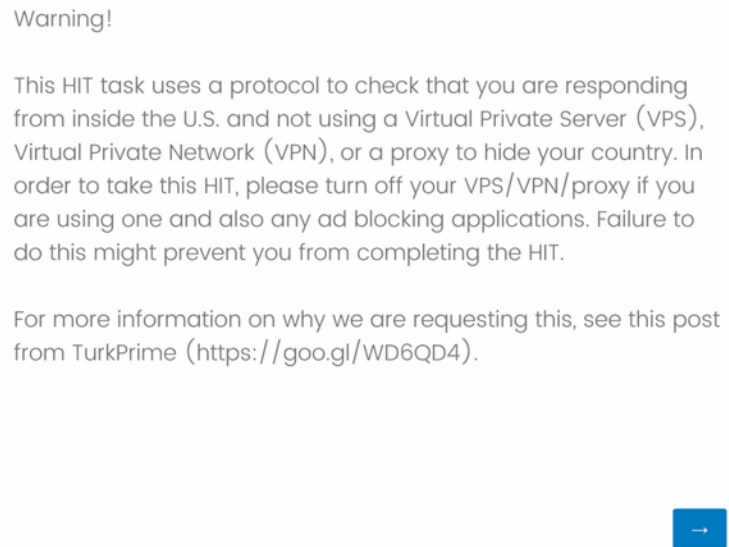 Warning!
This HIT task uses a protocol to check that you are responding
from inside the U.S. and not using a Virtual Private Server (VPS),
Virtual Private Network (VPN), or a proxy to hide your country. In
order to take this HIT, please turn off your VPS/VPN/proxy if you
are using one and also any ad blocking applications. Failure to
do this might prevent you from completing the HIT.
For more information on why we are requesting this, see this post
from TurkPrime (https://goo.gl/WD6QD4).
→